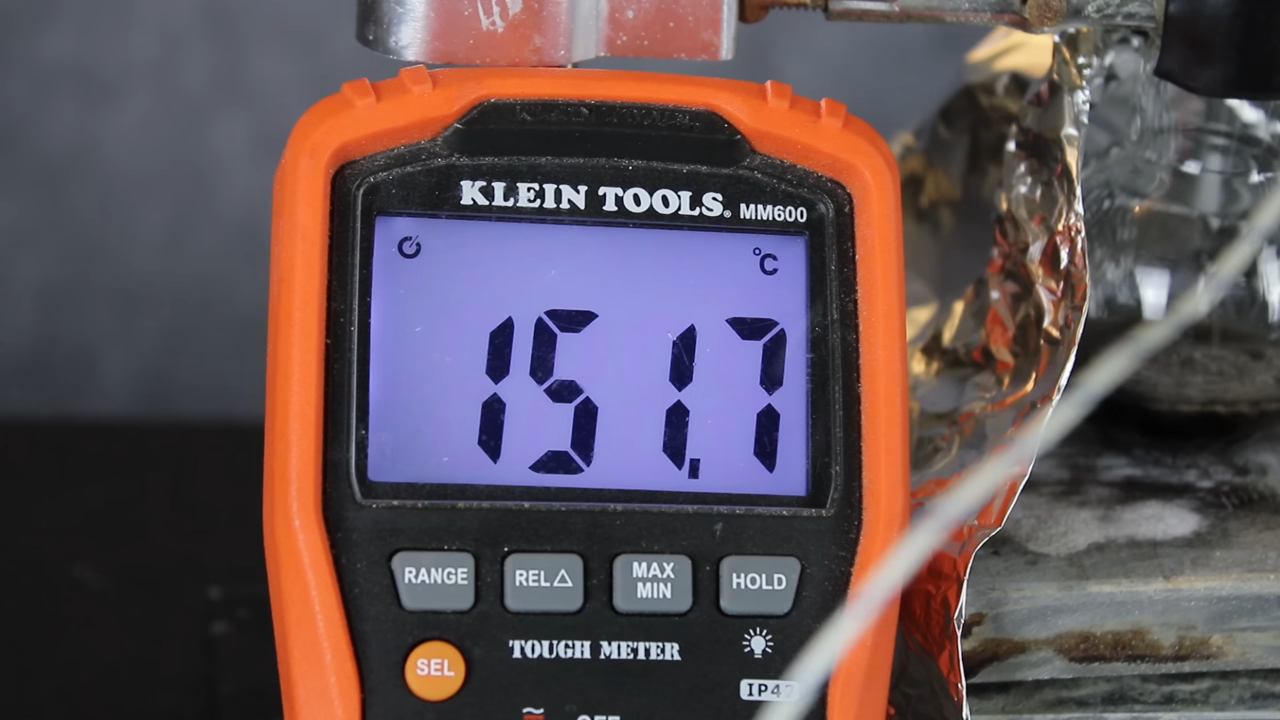 KLEIN TOOLS® MM600
°C
151.7
RANGE
REL△
MAX
MIN
HOLD
SEL
TOUGH METER